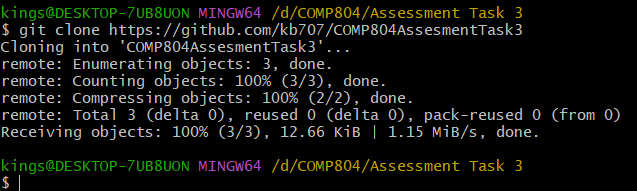 kings@DESKTOP-7UB8UON MINGW64 /d/COMP804/Assessment Task 3
$ git clone https://github.com/kb707/COMP804AssesmentTask3
Cloning into 'COMP804AssesmentTask3'...
remote: Enumerating objects: 3, done.
remote: Counting objects: 100% (3/3), done.
remote: Compressing objects: 100% (2/2), done.
remote: Total 3 (delta 0), reused 0 (delta 0), pack-reused 0 (from 0)
Receiving objects: 100% (3/3), 12.66 KiB | 1.15 MiB/s, done.
kings@DESKTOP-7UB8UON MINGW64 /d/COMP804/Assessment Task 3
$